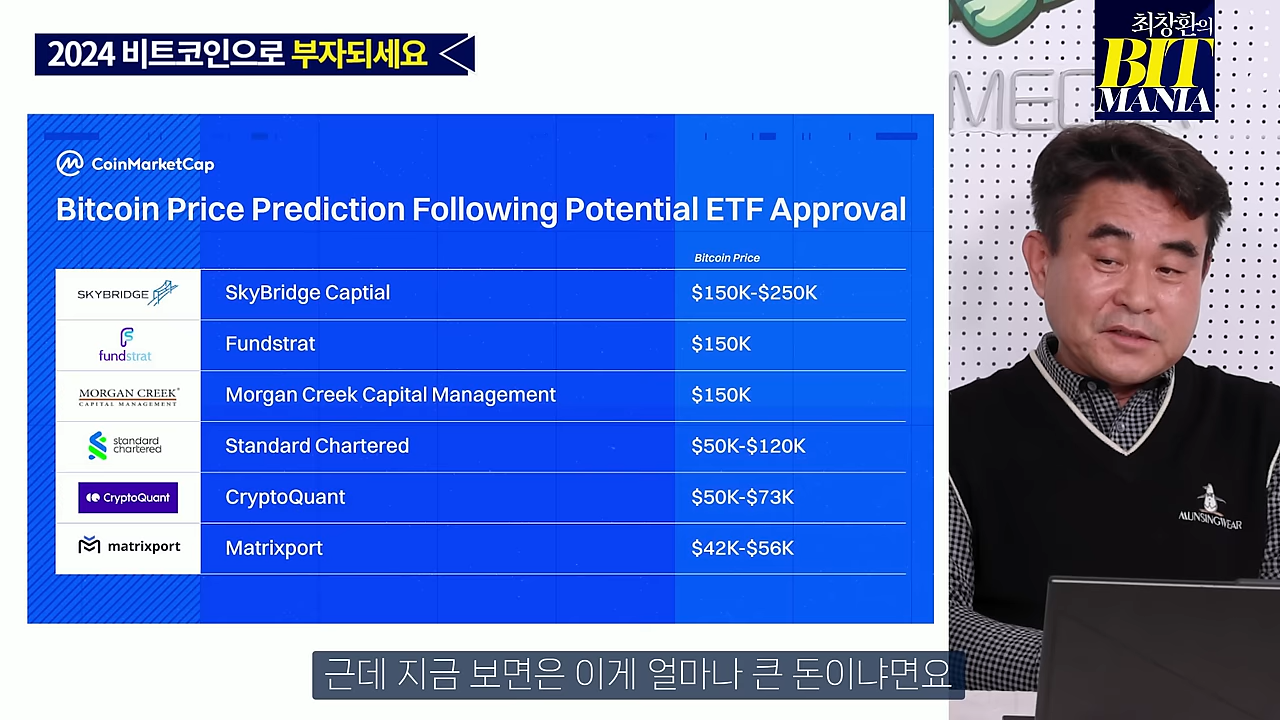 2024 비트코인으로 부자되세요
최창환의
BIT
MANIA
CoinMarketCap
Bitcoin Price Prediction Following Potential ETF Approval
Bitcoin Price
SKYBRIDGE SkyBridge Captial $150K-$250K
fundstrat Fundstrat $150K
MORGAN CREEK CAPITAL MANAGEMENT Morgan Creek Capital Management $150K
standard chartered Standard Chartered $50K-$120K
CryptoQuant CryptoQuant $50K-$73K
matrixport Matrixport $42K-$56K
MUNSINGWEAR
근데 지금 보면은 이게 얼마나 큰 돈이냐면요